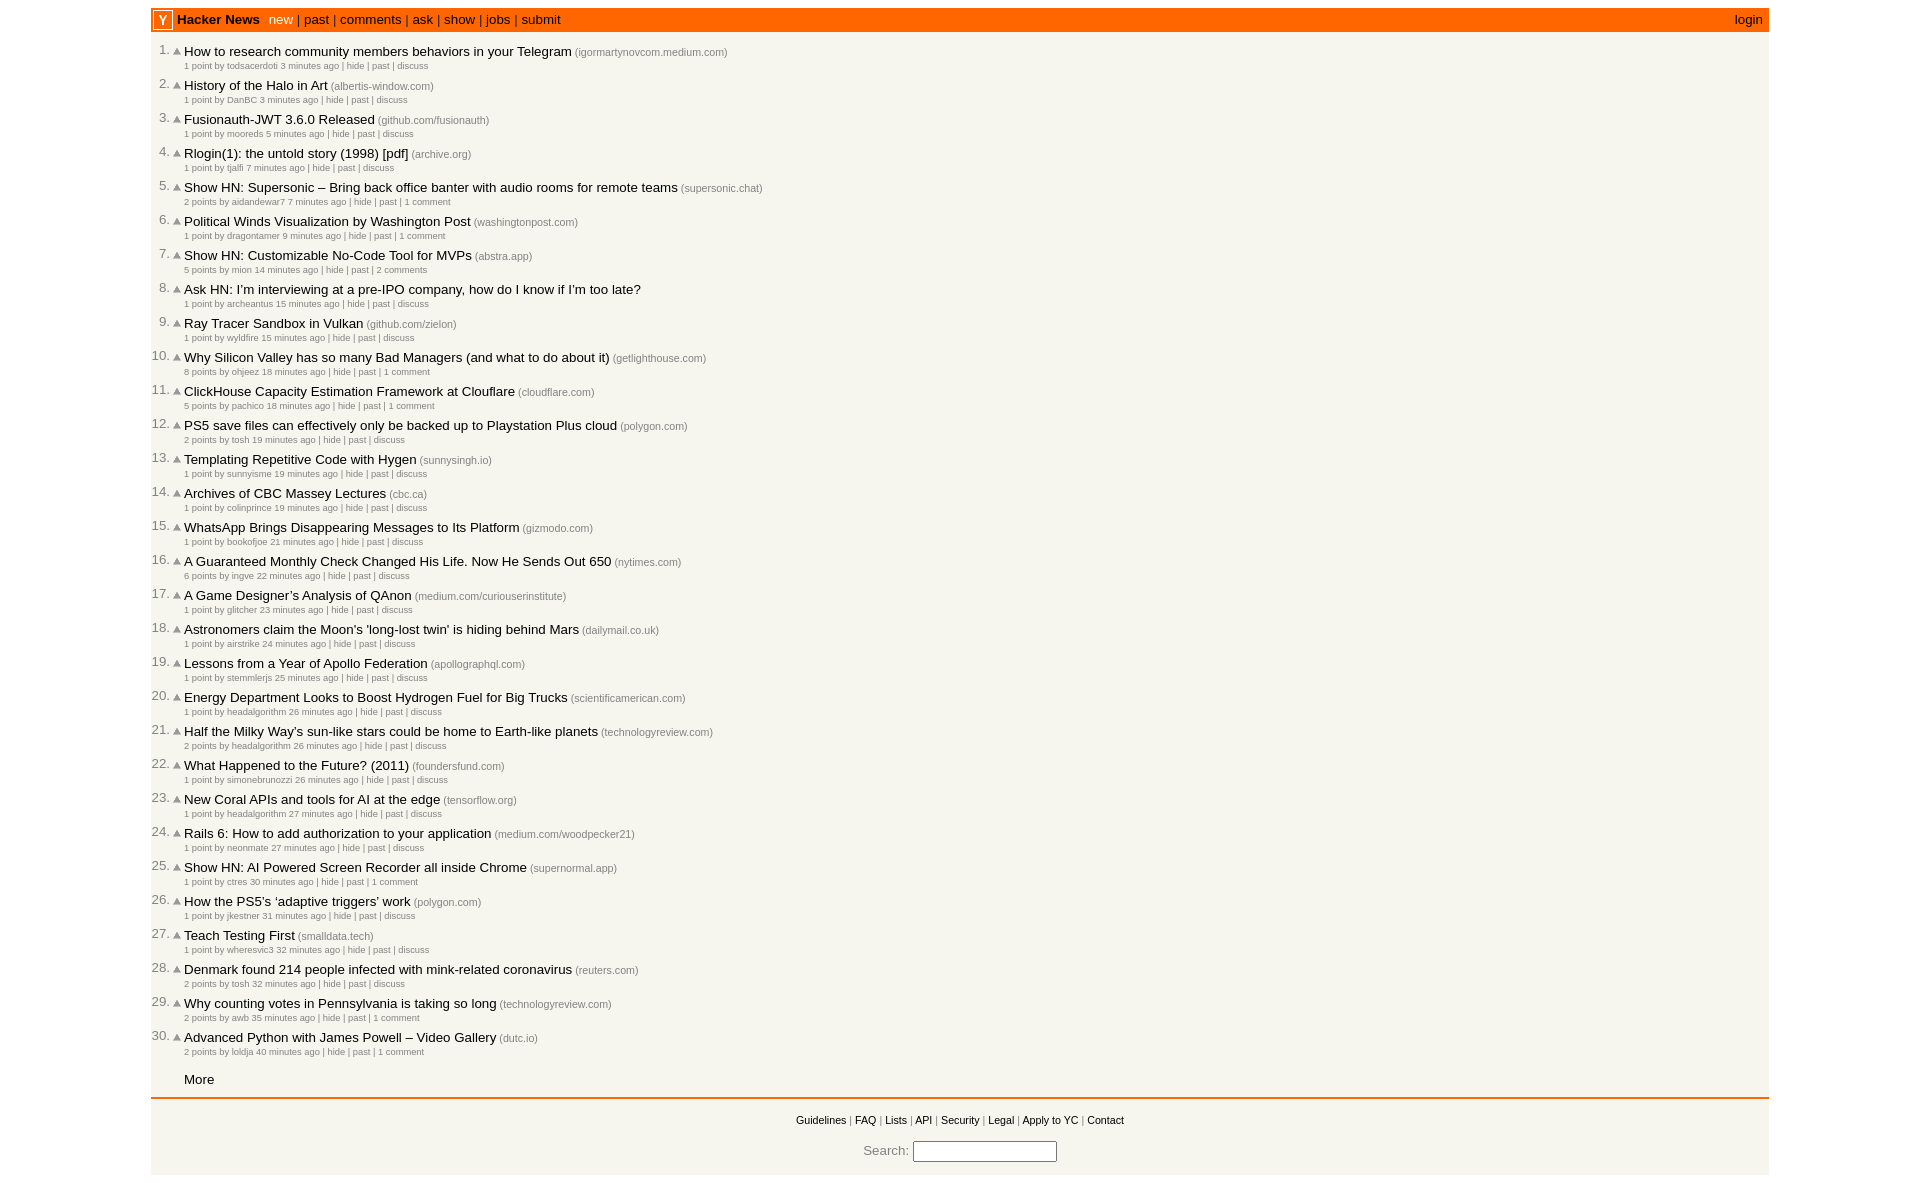 Y Hacker News new | past | comments | ask | show | jobs | submit login
1. How to research community members behaviors in your Telegram (igormartynovcom.medium.com)
1 point by todsacerdoti 3 minutes ago | hide | past | discuss
2. History of the Halo in Art (albertis-window.com)
1 point by DanBC 3 minutes ago | hide | past | discuss
3. Fusionauth-JWT 3.6.0 Released (github.com/fusionauth)
1 point by mooreds 5 minutes ago | hide | past | discuss
4. Rlogin(1): the untold story (1998) [pdf] (archive.org)
1 point by tjalfi 7 minutes ago | hide | past | discuss
5. Show HN: Supersonic – Bring back office banter with audio rooms for remote teams (supersonic.chat)
2 points by aidandewar7 7 minutes ago | hide | past | 1 comment
6. Political Winds Visualization by Washington Post (washingtonpost.com)
1 point by dragontamer 9 minutes ago | hide | past | 1 comment
7. Show HN: Customizable No-Code Tool for MVPs (abstra.app)
5 points by mion 14 minutes ago | hide | past | 2 comments
8. Ask HN: I’m interviewing at a pre-IPO company, how do I know if I’m too late?
1 point by archeantus 15 minutes ago | hide | past | discuss
9. Ray Tracer Sandbox in Vulkan (github.com/zielon)
1 point by wyldfire 15 minutes ago | hide | past | discuss
10. Why Silicon Valley has so many Bad Managers (and what to do about it) (getlighthouse.com)
8 points by ohjeez 18 minutes ago | hide | past | 1 comment
11. ClickHouse Capacity Estimation Framework at Clouflare (cloudflare.com)
5 points by pachico 18 minutes ago | hide | past | 1 comment
12. PS5 save files can effectively only be backed up to Playstation Plus cloud (polygon.com)
2 points by tosh 19 minutes ago | hide | past | discuss
13. Templating Repetitive Code with Hygen (sunnysingh.io)
1 point by sunnyisme 19 minutes ago | hide | past | discuss
14. Archives of CBC Massey Lectures (cbc.ca)
1 point by colinprince 19 minutes ago | hide | past | discuss
15. WhatsApp Brings Disappearing Messages to Its Platform (gizmodo.com)
1 point by bookofjoe 21 minutes ago | hide | past | discuss
16. A Guaranteed Monthly Check Changed His Life. Now He Sends Out 650 (nytimes.com)
6 points by ingve 22 minutes ago | hide | past | discuss
17. A Game Designer’s Analysis of QAnon (medium.com/curiouserinstitute)
1 point by glitcher 23 minutes ago | hide | past | discuss
18. Astronomers claim the Moon's 'long-lost twin' is hiding behind Mars (dailymail.co.uk)
1 point by airstrike 24 minutes ago | hide | past | discuss
19. Lessons from a Year of Apollo Federation (apollographql.com)
1 point by stemmlerjs 25 minutes ago | hide | past | discuss
20. Energy Department Looks to Boost Hydrogen Fuel for Big Trucks (scientificamerican.com)
1 point by headalgorithm 26 minutes ago | hide | past | discuss
21. Half the Milky Way’s sun-like stars could be home to Earth-like planets (technologyreview.com)
2 points by headalgorithm 26 minutes ago | hide | past | discuss
22. What Happened to the Future? (2011) (foundersfund.com)
1 point by simonebrunozzi 26 minutes ago | hide | past | discuss
23. New Coral APIs and tools for AI at the edge (tensorflow.org)
1 point by headalgorithm 27 minutes ago | hide | past | discuss
24. Rails 6: How to add authorization to your application (medium.com/woodpecker21)
1 point by neonmate 27 minutes ago | hide | past | discuss
25. Show HN: AI Powered Screen Recorder all inside Chrome (supernormal.app)
1 point by ctres 30 minutes ago | hide | past | 1 comment
26. How the PS5’s ‘adaptive triggers’ work (polygon.com)
1 point by jkestner 31 minutes ago | hide | past | discuss
27. Teach Testing First (smalldata.tech)
1 point by wheresvic3 32 minutes ago | hide | past | discuss
28. Denmark found 214 people infected with mink-related coronavirus (reuters.com)
2 points by tosh 32 minutes ago | hide | past | discuss
29. Why counting votes in Pennsylvania is taking so long (technologyreview.com)
2 points by awb 35 minutes ago | hide | past | 1 comment
30. Advanced Python with James Powell – Video Gallery (dutc.io)
2 points by loldja 40 minutes ago | hide | past | 1 comment
More
Guidelines | FAQ | Lists | API | Security | Legal | Apply to YC | Contact
Search: